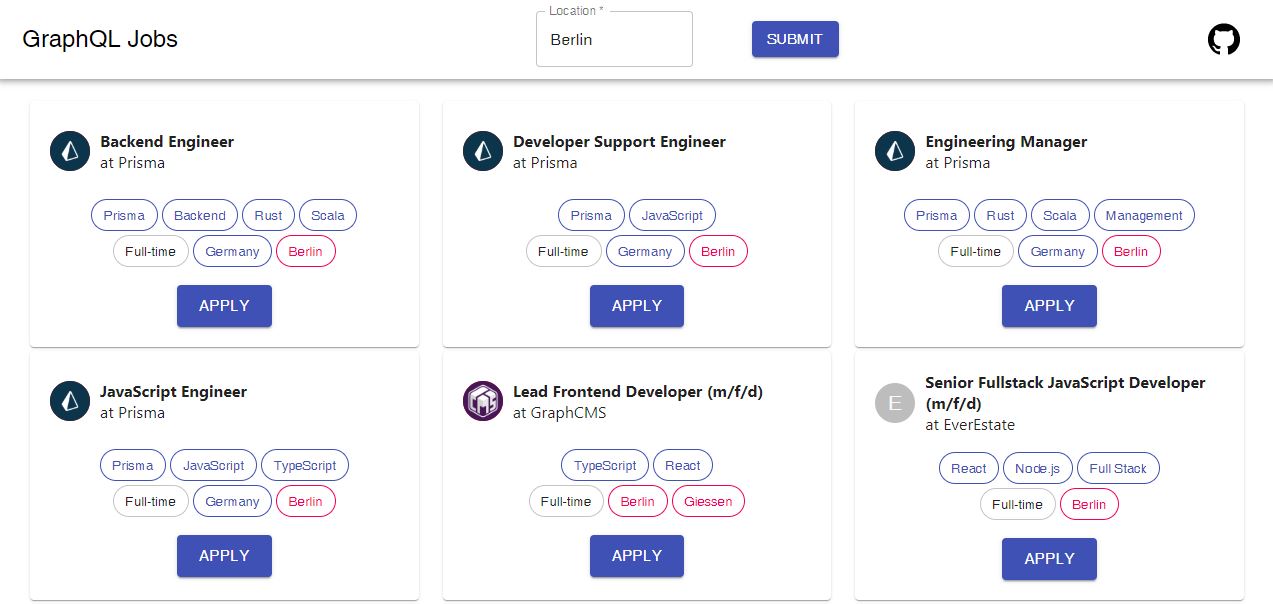 GraphQL Jobs
Location *
Berlin
SUBMIT
Backend Engineer
at Prisma
Prisma Backend Rust Scala
Full-time Germany Berlin
APPLY
Developer Support Engineer
at Prisma
Prisma JavaScript
Full-time Germany Berlin
APPLY
Engineering Manager
at Prisma
Prisma Rust Scala Management
Full-time Germany Berlin
APPLY
JavaScript Engineer
at Prisma
Prisma JavaScript TypeScript
Full-time Germany Berlin
APPLY
CMS
Lead Frontend Developer (m/f/d)
at GraphCMS
TypeScript React
Full-time Berlin Giessen
APPLY
E
Senior Fullstack JavaScript Developer
(m/f/d)
at EverEstate
React Node.js Full Stack
Full-time Berlin
APPLY